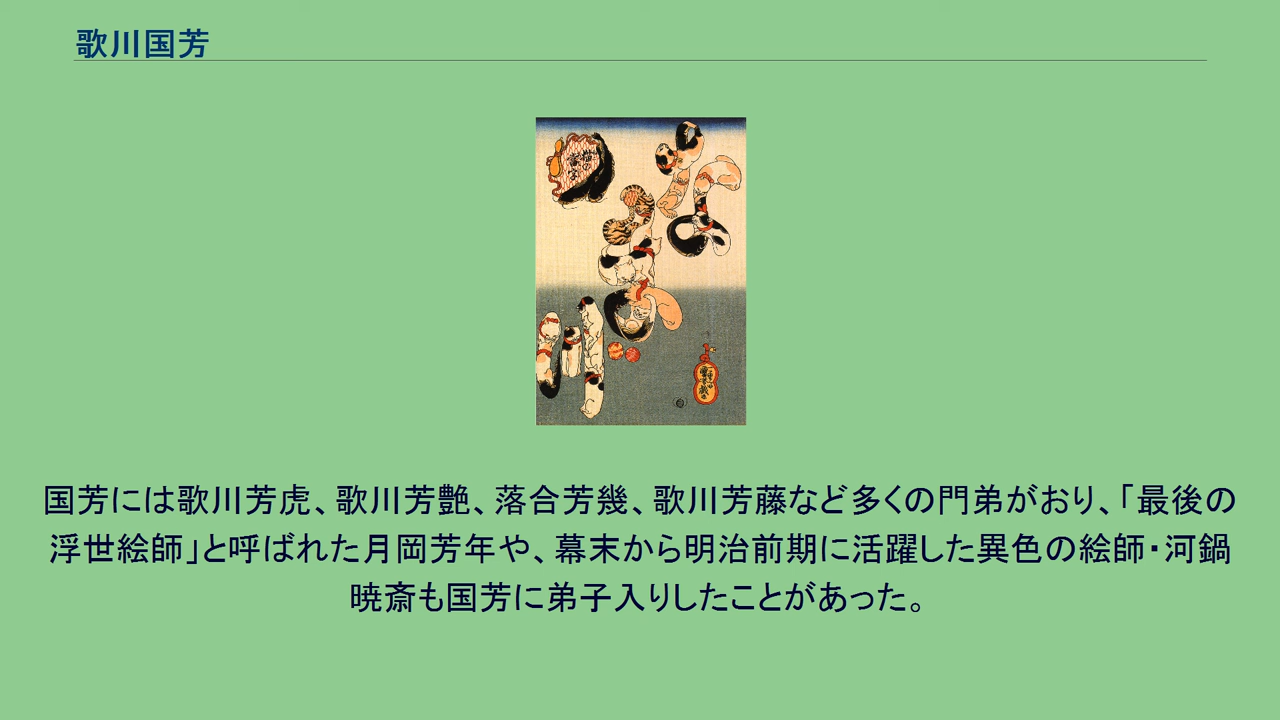 歌川国芳
猫の當字
国芳には歌川芳虎、歌川芳艶、落合芳幾、歌川芳藤など多くの門弟がおり、「最後の
浮世絵師」と呼ばれた月岡芳年や、幕末から明治前期に活躍した異色の絵師・河鍋
暁斎も国芳に弟子入りしたことがあった。